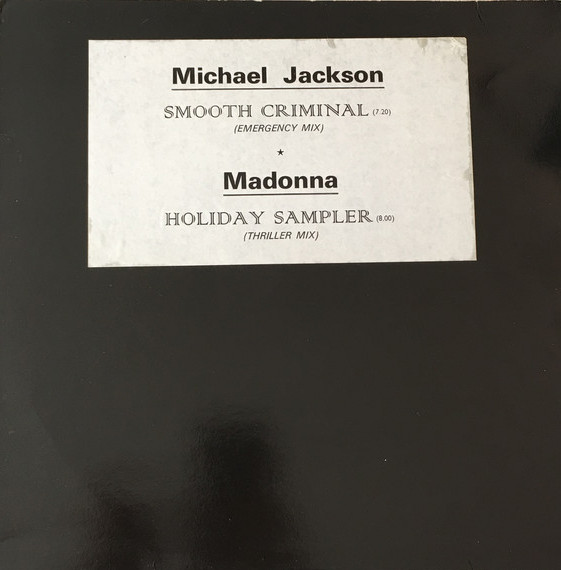 Michael Jackson
SMOOTH CRIMINAL (7.20)
(EMERGENCY MIX)
★
Madonna
HOLIDAY SAMPLER (8.00)
(THRILLER MIX)